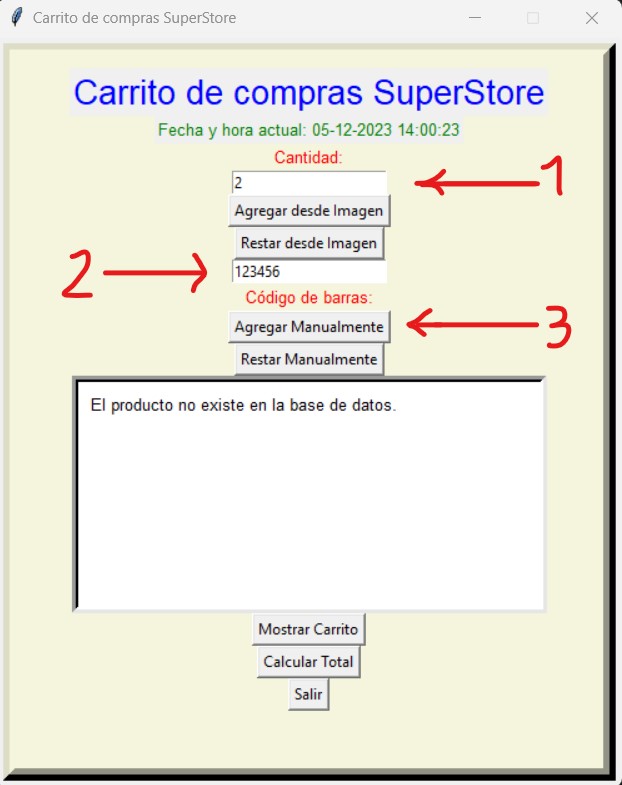 Carrito de compras SuperStore
Carrito de compras SuperStore
Fecha y hora actual: 05-12-2023 14:00:23
Cantidad:
2
1
Agregar desde Imagen
Restar desde Imagen
2
123456
Código de barras:
Agregar Manualmente
3
Restar Manualmente
El producto no existe en la base de datos.
Mostrar Carrito
Calcular Total
Salir